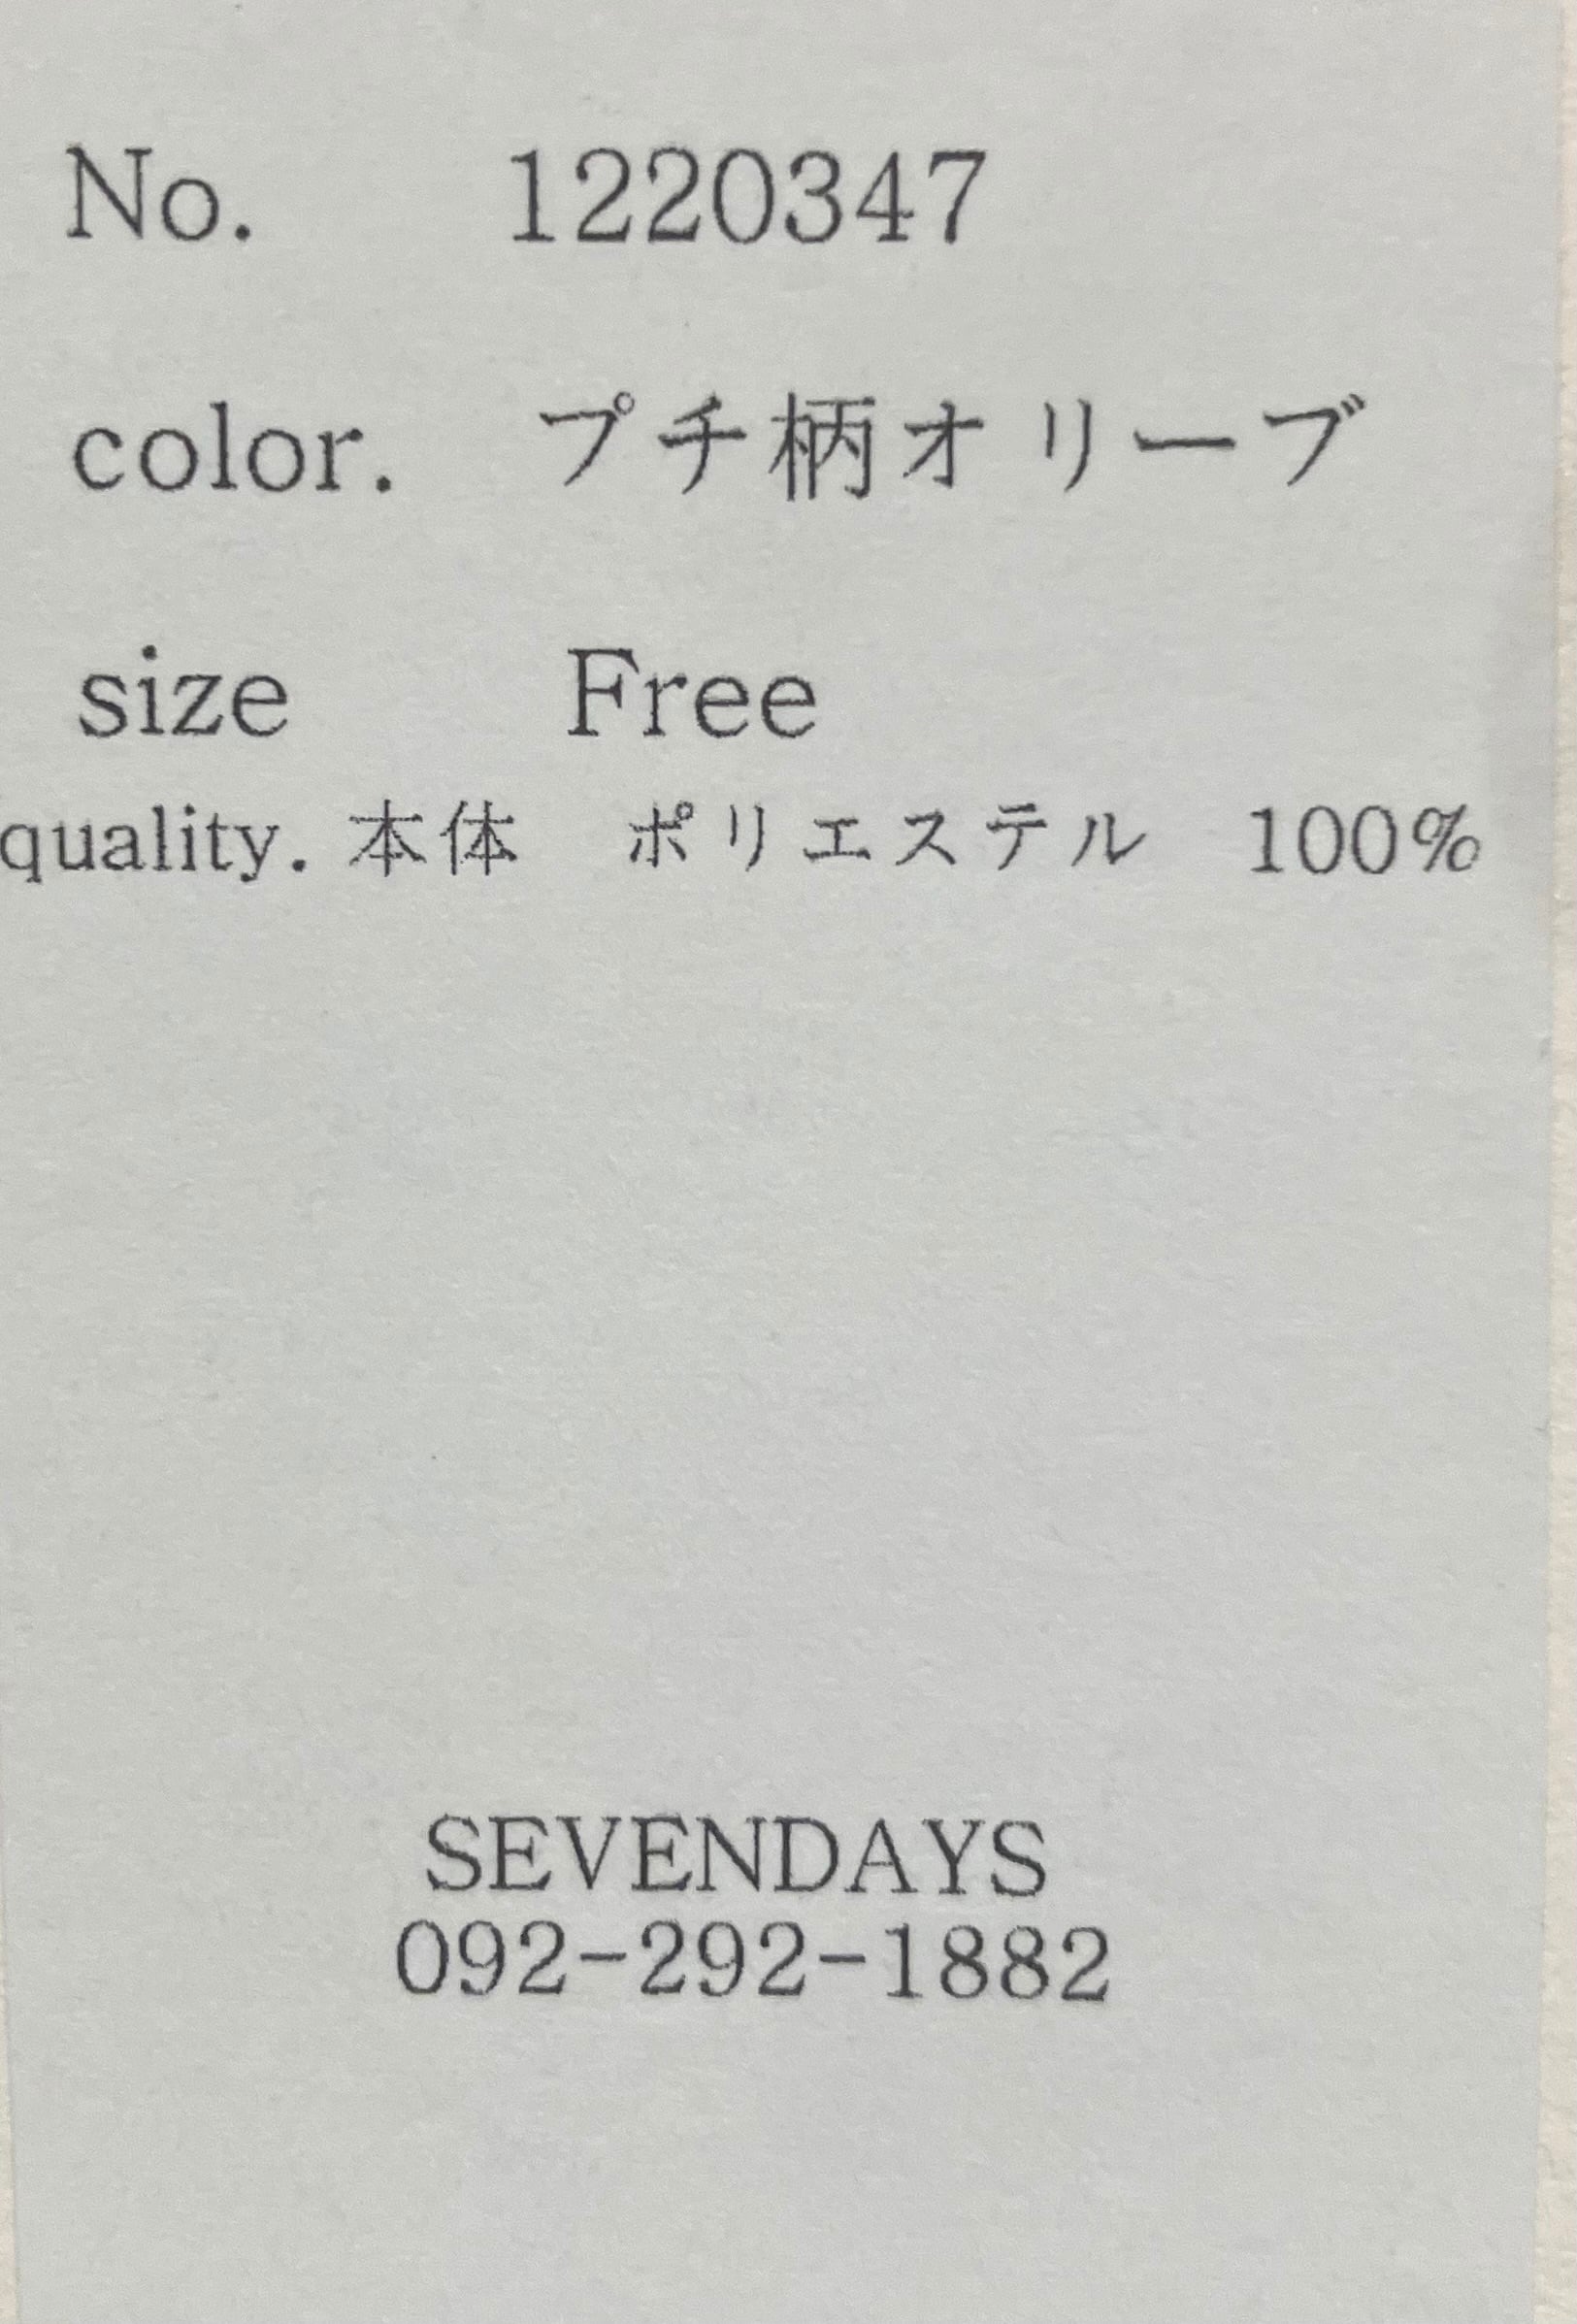 No. 1220347
color. プチ柄オリーブ
size Free
quality. 本体 ポリエステル 100%
SEVENDAYS
092-292-1882